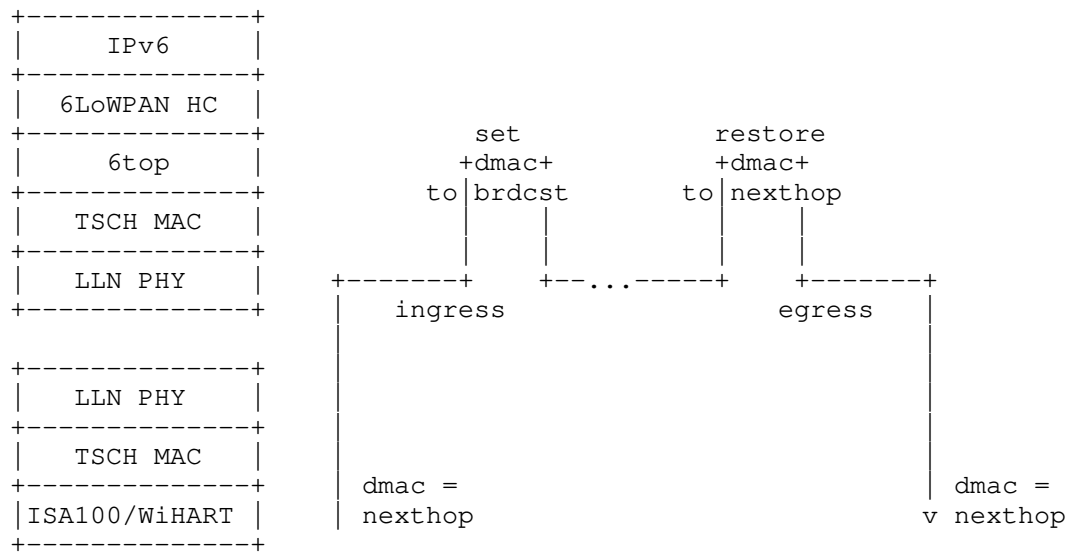 +--------------+
|     IPv6     |
+--------------+
|  6LoWPAN HC  |
+--------------+             set            restore
|     6top     |            +dmac+          +dmac+
+--------------+          to|brdcst       to|nexthop
|   TSCH MAC   |            |    |          |    |
+--------------+            |    |          |    |
|   LLN PHY    |    +-------+    +--...-----+    +-------+
+--------------+    |   ingress                 egress   |
                    |                                    |
+--------------+    |                                    |
|   LLN PHY    |    |                                    |
+--------------+    |                                    |
|   TSCH MAC   |    |                                    |
+--------------+    | dmac =                             | dmac =
|ISA100/WiHART |    | nexthop                            v nexthop
+--------------+